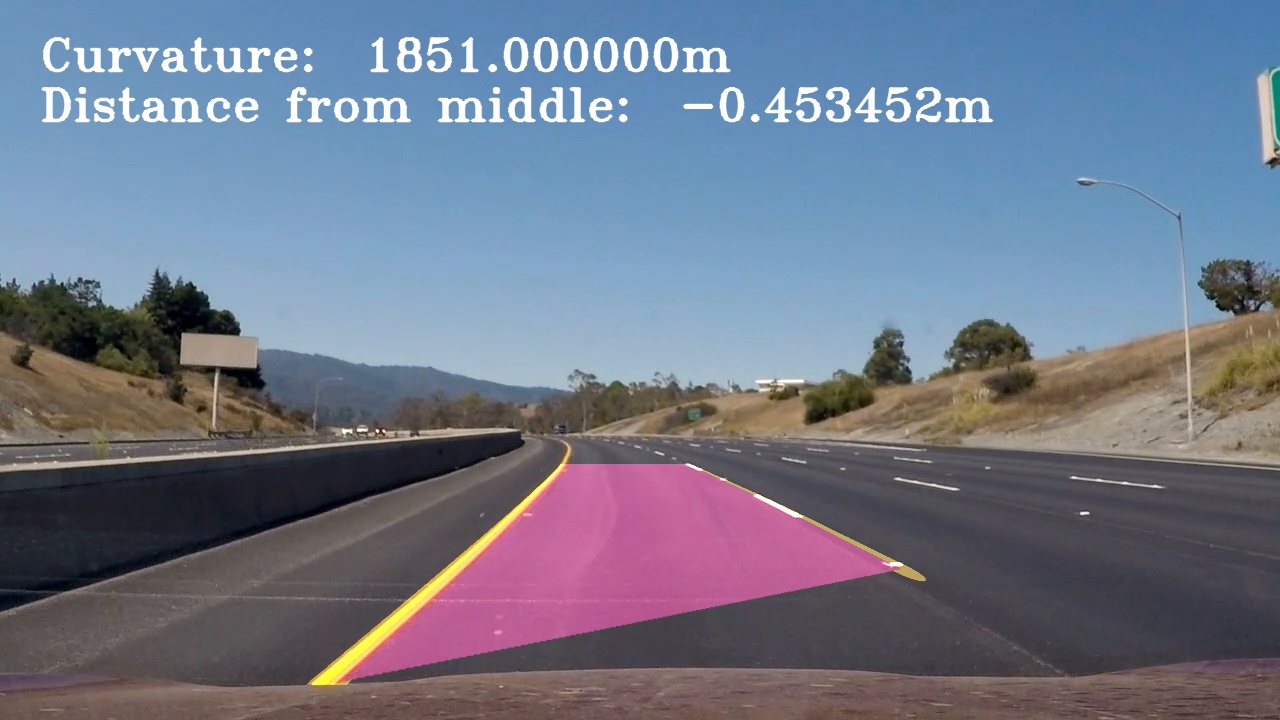 Curvature: 1851.000000m
Distance from middle: −0.453452m